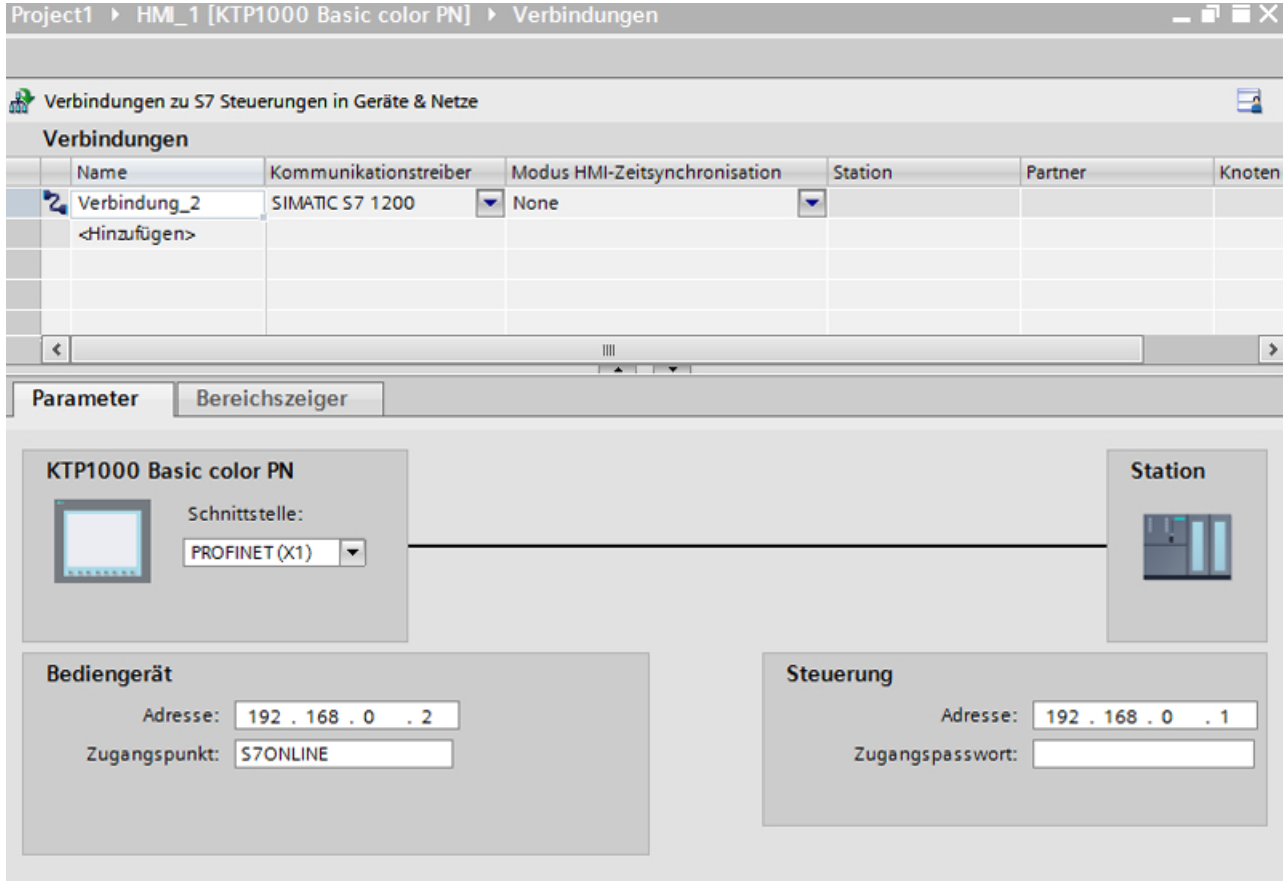 Project1 ▸ HMI_1 [KTP1000 Basic color PN] ▸ Verbindungen
Verbindungen zu S7 Steuerungen in Geräte & Netze
Verbindungen
Name Kommunikationstreiber Modus HMI-Zeitsynchronisation Station Partner Knoten
Verbindung_2 SIMATIC S7 1200 None
<Hinzufügen>
Parameter Bereichszeiger
KTP1000 Basic color PN Station
Schnittstelle:
PROFINET (X1)
Bediengerät Steuerung
Adresse: 192 . 168 . 0 . 2 Adresse: 192 . 168 . 0 . 1
Zugangspunkt: S7ONLINE Zugangspasswort: